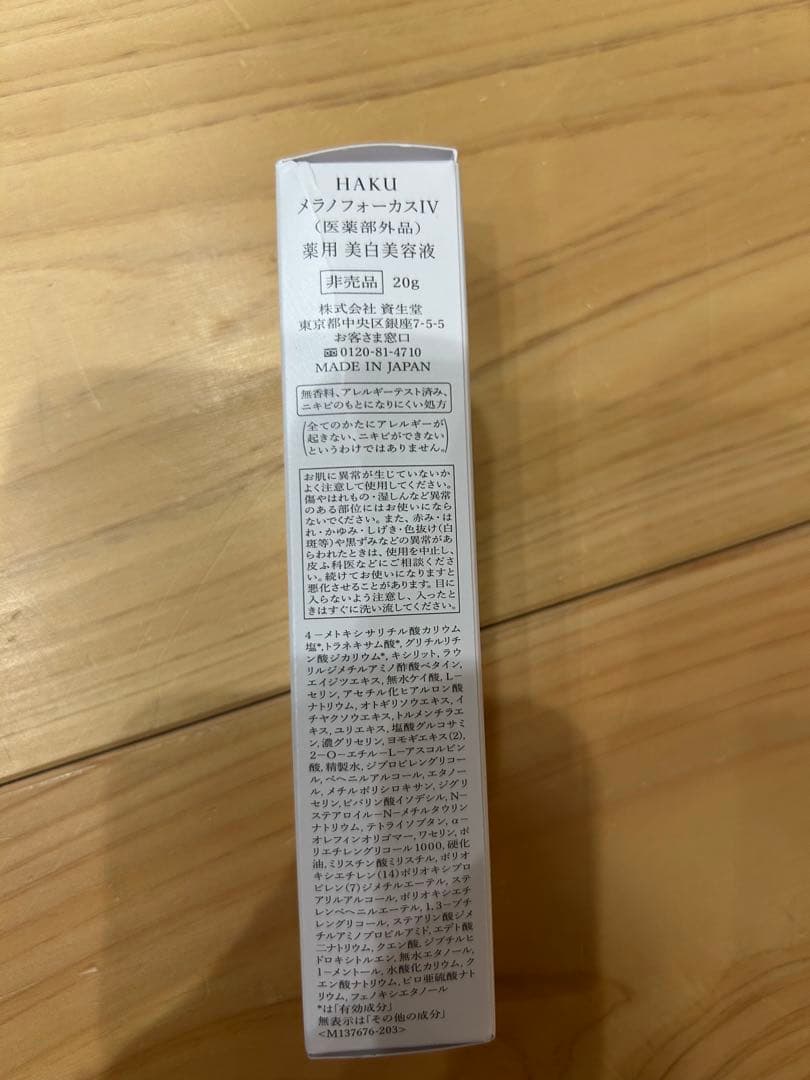 HAKU
メラノフォーカスIV
(医薬部外品)
薬用 美白美容液
非売品 20g
株式会社 資生堂
東京都中央区銀座7-5-5
お客さま窓口
0120-81-4710
MADE IN JAPAN
無香料、アレルギーテスト済み、
ニキビのもとになりにくい処方
(全てのかたにアレルギーが
起きない、ニキビができない
というわけではありません。)
お肌に異常が生じていないか
よく注意して使用してください。
傷やはれもの・湿しんなど異常
のある部位にはお使いになら
ないでください。また、赤み・は
れ・かゆみ・しげき・色抜け(白
斑等)や黒ずみなどの異常があ
らわれたときは、使用を中止し、
皮ふ科医などにご相談くださ
い。続けてお使いになりますと
悪化させることがあります。目に
入らないよう注意し、入ったと
きはすぐに洗い流してください。
4-メトキシサリチル酸カリウム
塩*,トラネキサム酸*,グリチルリチ
ン酸ジカリウム*,キシリット,ラウ
リルジメチルアミノ酢酸ベタイン,
エイジツエキス,無水ケイ酸,L-
セリン,アセチル化ヒアルロン酸
ナトリウム,オトギリソウエキス,イ
チヤクソウエキス,トルメンチラエ
キス,ユリエキス,塩酸グルコサミ
ン,濃グリセリン,ヨモギエキス(2),
2-O-エチル-L-アスコルビン
酸,精製水,ジプロピレングリコー
ル,ベヘニルアルコール,エタノー
ル,メチルポリシロキサン,ジグリ
セリン,ピバリン酸イソデシル,N-
ステアロイル-N-メチルタウリン
ナトリウム,テトライソブタン,α-
オレフィンオリゴマー,ワセリン,ポ
リエチレングリコール1000,硬化
油,ミリスチン酸ミリスチル,ポリオ
キシエチレン(14)ポリオキシプロ
ピレン(7)ジメチルエーテル,ステ
アリルアルコール,ポリオキシエチ
レンベヘニルエーテル,1,3-ブチ
レングリコール,ステアリン酸ジメ
チルアミノプロピルアミド,エデト酸
二ナトリウム,クエン酸,ジブチルヒ
ドロキシトルエン,無水エタノール,
l-メントール,水酸化カリウム,ク
エン酸ナトリウム,ピロ亜硫酸ナト
リウム,フェノキシエタノール
*は「有効成分」
無表示は「その他の成分」
<M137676-203>